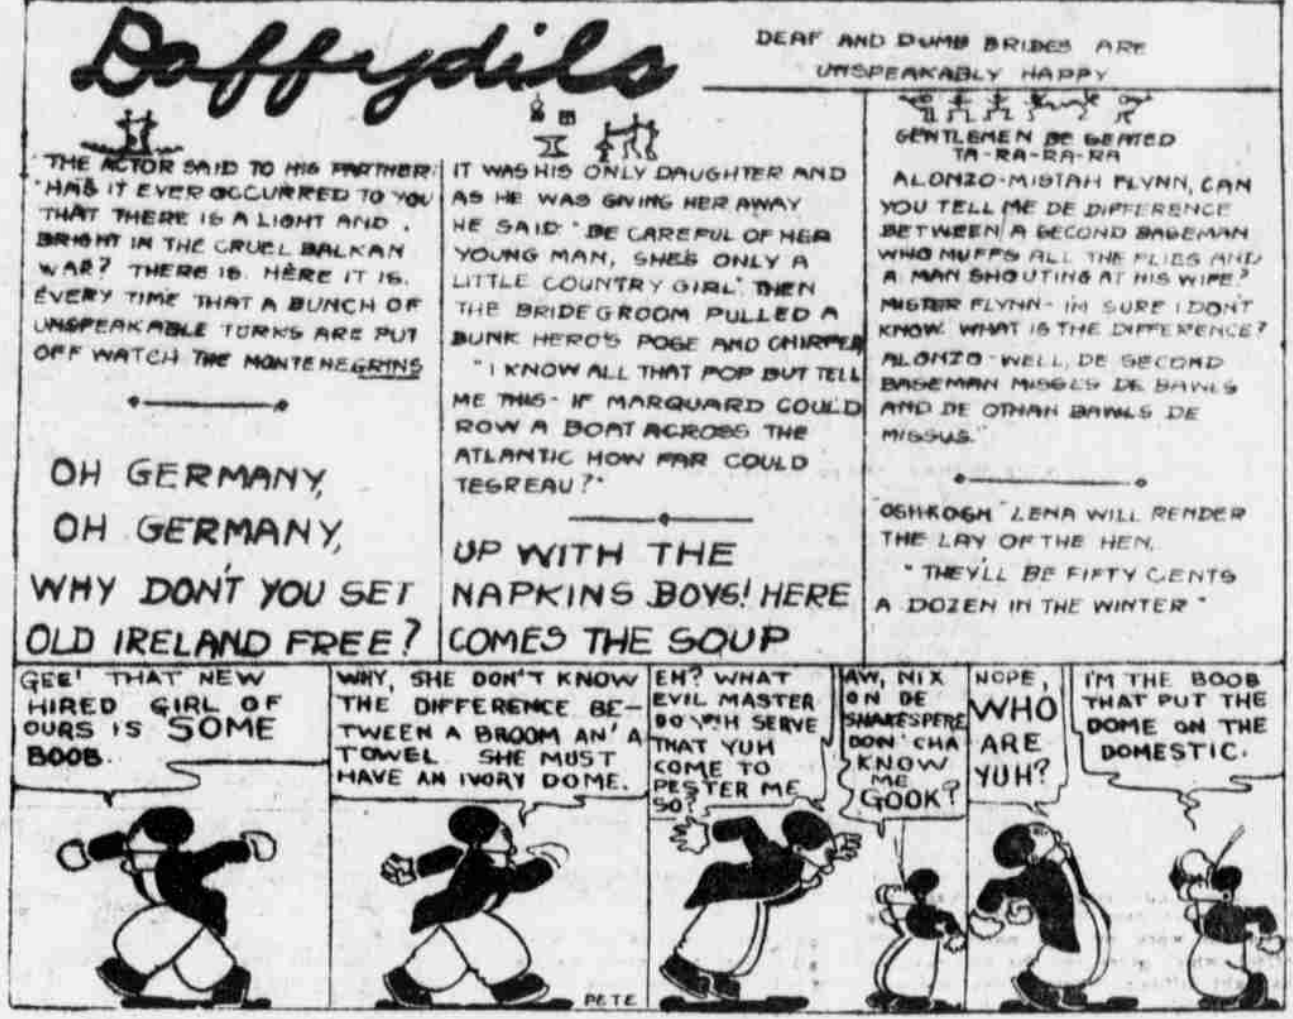 Daffydils
DEAF AND DUMB BRIDES ARE
UNSPEAKABLY HAPPY
THE ACTOR SAID TO HIS PARTNER:
"HAS IT EVER OCCURRED TO YOU
THAT THERE IS A LIGHT AND
BRIGHT IN THE CRUEL BALKAN
WAR? THERE IS. HERE IT IS.
EVERY TIME THAT A BUNCH OF
UNSPEAKABLE TURKS ARE PUT
OFF WATCH THE MONTENEGRINS
OH GERMANY,
OH GERMANY,
WHY DON'T YOU SET
OLD IRELAND FREE?
IT WAS HIS ONLY DAUGHTER AND
AS HE WAS GIVING HER AWAY
HE SAID "BE CAREFUL OF HER
YOUNG MAN, SHE'S ONLY A
LITTLE COUNTRY GIRL". THEN
THE BRIDEGROOM PULLED A
BUNK HERO'S POSE AND CHIRPED
"I KNOW ALL THAT POP BUT TELL
ME THIS - IF MARQUARD COULD
ROW A BOAT ACROSS THE
ATLANTIC HOW FAR COULD
TESREAU?"
UP WITH THE
NAPKINS BOYS! HERE
COMES THE SOUP
GENTLEMEN BE SEATED
TA-RA-RA-RA
ALONZO-MISTAH FLYNN, CAN
YOU TELL ME DE DIFFERENCE
BETWEEN A SECOND BASEMAN
WHO MUFFS ALL THE FLIES AND
A MAN SHOUTING AT HIS WIFE?
MISTER FLYNN- I'M SURE I DON'T
KNOW. WHAT IS THE DIFFERENCE?
ALONZO-WELL, DE SECOND
BASEMAN MISSES DE BAWLS
AND DE OTHAH BAWLS DE
MISSUS."
"OSHKOSH" LENA WILL RENDER
THE LAY OF THE HEN.
"THEY'LL BE FIFTY CENTS
A DOZEN IN THE WINTER"
GEE! THAT NEW
HIRED GIRL OF
OURS IS SOME
BOOB.
WHY, SHE DON'T KNOW
THE DIFFERENCE BE-
TWEEN A BROOM AN' A
TOWEL SHE MUST
HAVE AN IVORY DOME.
PETE
EH? WHAT
EVIL MASTER
DO YUH SERVE
THAT YUH
COME TO
PESTER ME
SO?
AW, NIX
ON DE
SHAKESPERE
DON'CHA
KNOW
ME
GOOK?
NOPE,
WHO
ARE
YUH?
I'M THE BOOB
THAT PUT THE
DOME ON THE
DOMESTIC.